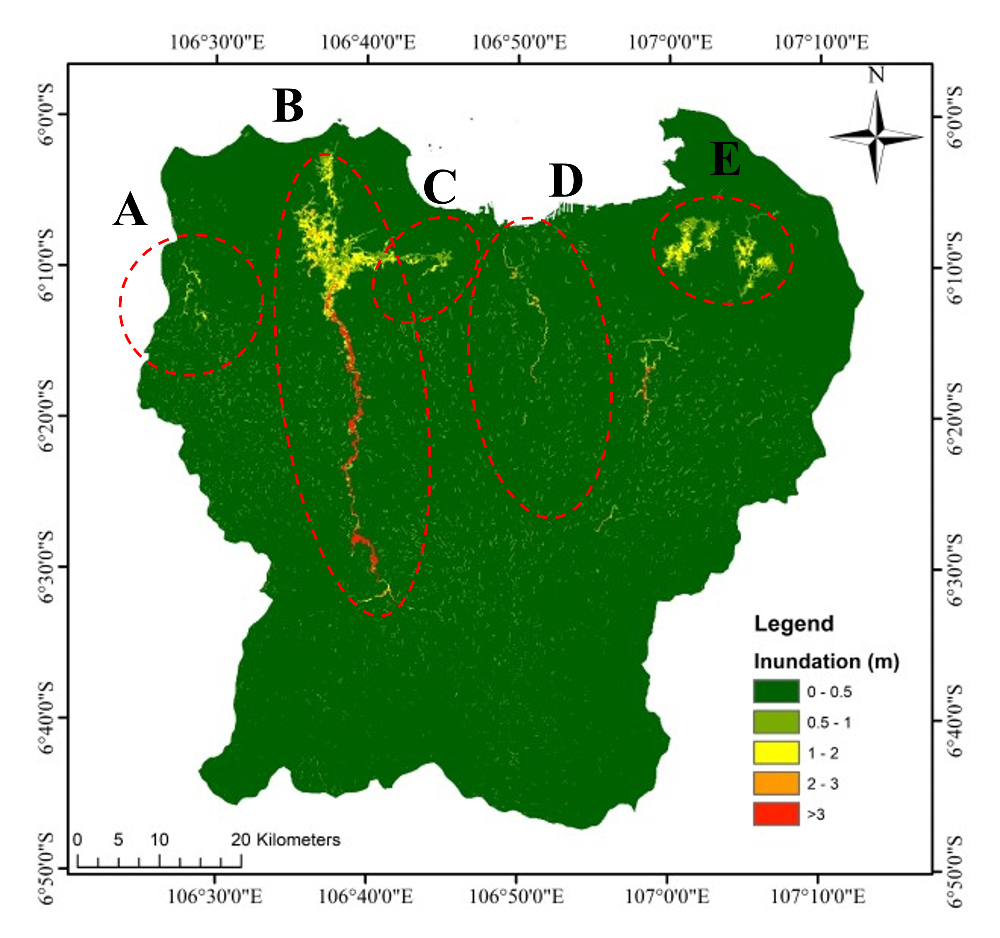 106°30'0"E 106°40'0"E 106°50'0"E 107°0'0"E 107°10'0"E
N
B
6°0'0"S
6°0'0"S
E
D
C
A
6°10'0"S
6°10'0"S
6°20'0"S
6°20'0"S
6°30'0"S
6°30'0"S
Legend
Inundation (m)
0 - 0.5
0.5 - 1
1 - 2
2 - 3
>3
6°40'0"S
6°40'0"S
0 5 10 20 Kilometers
6°50'0"S
6°50'0"S
106°30'0"E 106°40'0"E 106°50'0"E 107°0'0"E 107°10'0"E